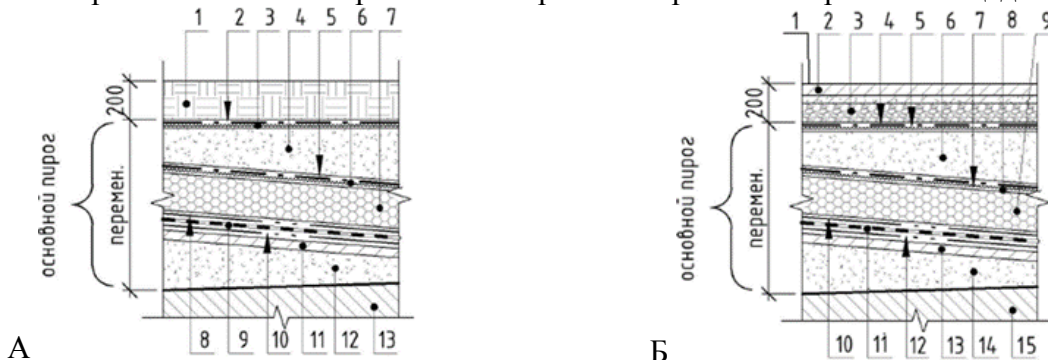 1 2 3 4 5 6 7
200
основной пирог
перемен.
8 9 10 11 12 13
А
1 2 3 4 5 6 7 8 9
200
основной пирог
перемен.
10 11 12 13 14 15
Б